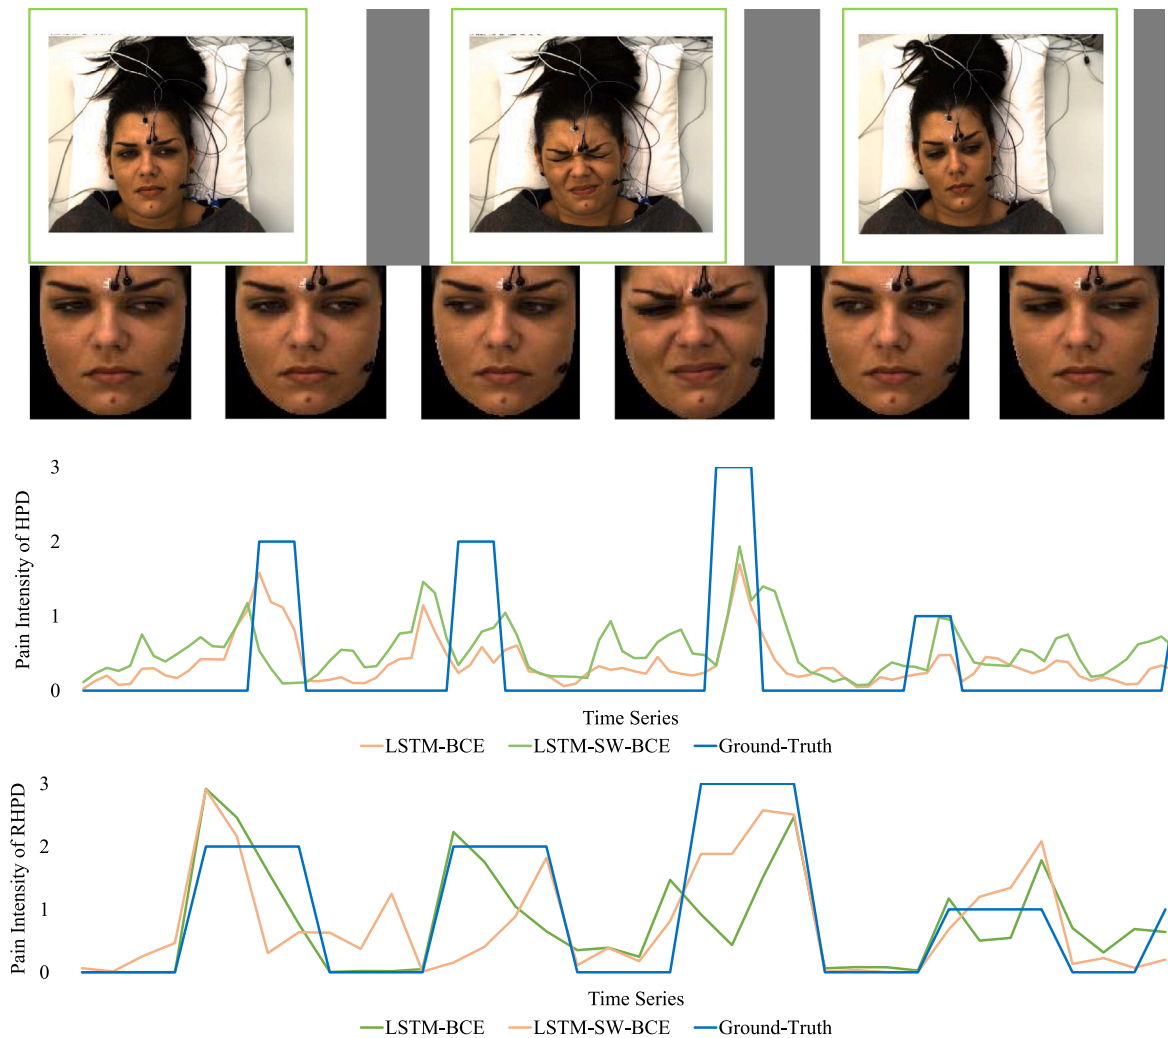 Pain Intensity of HPD
3
2
1
0
Time Series
LSTM-BCE LSTM-SW-BCE Ground-Truth
Pain Intensity of RHPD
3
2
1
0
Time Series
LSTM-BCE LSTM-SW-BCE Ground-Truth